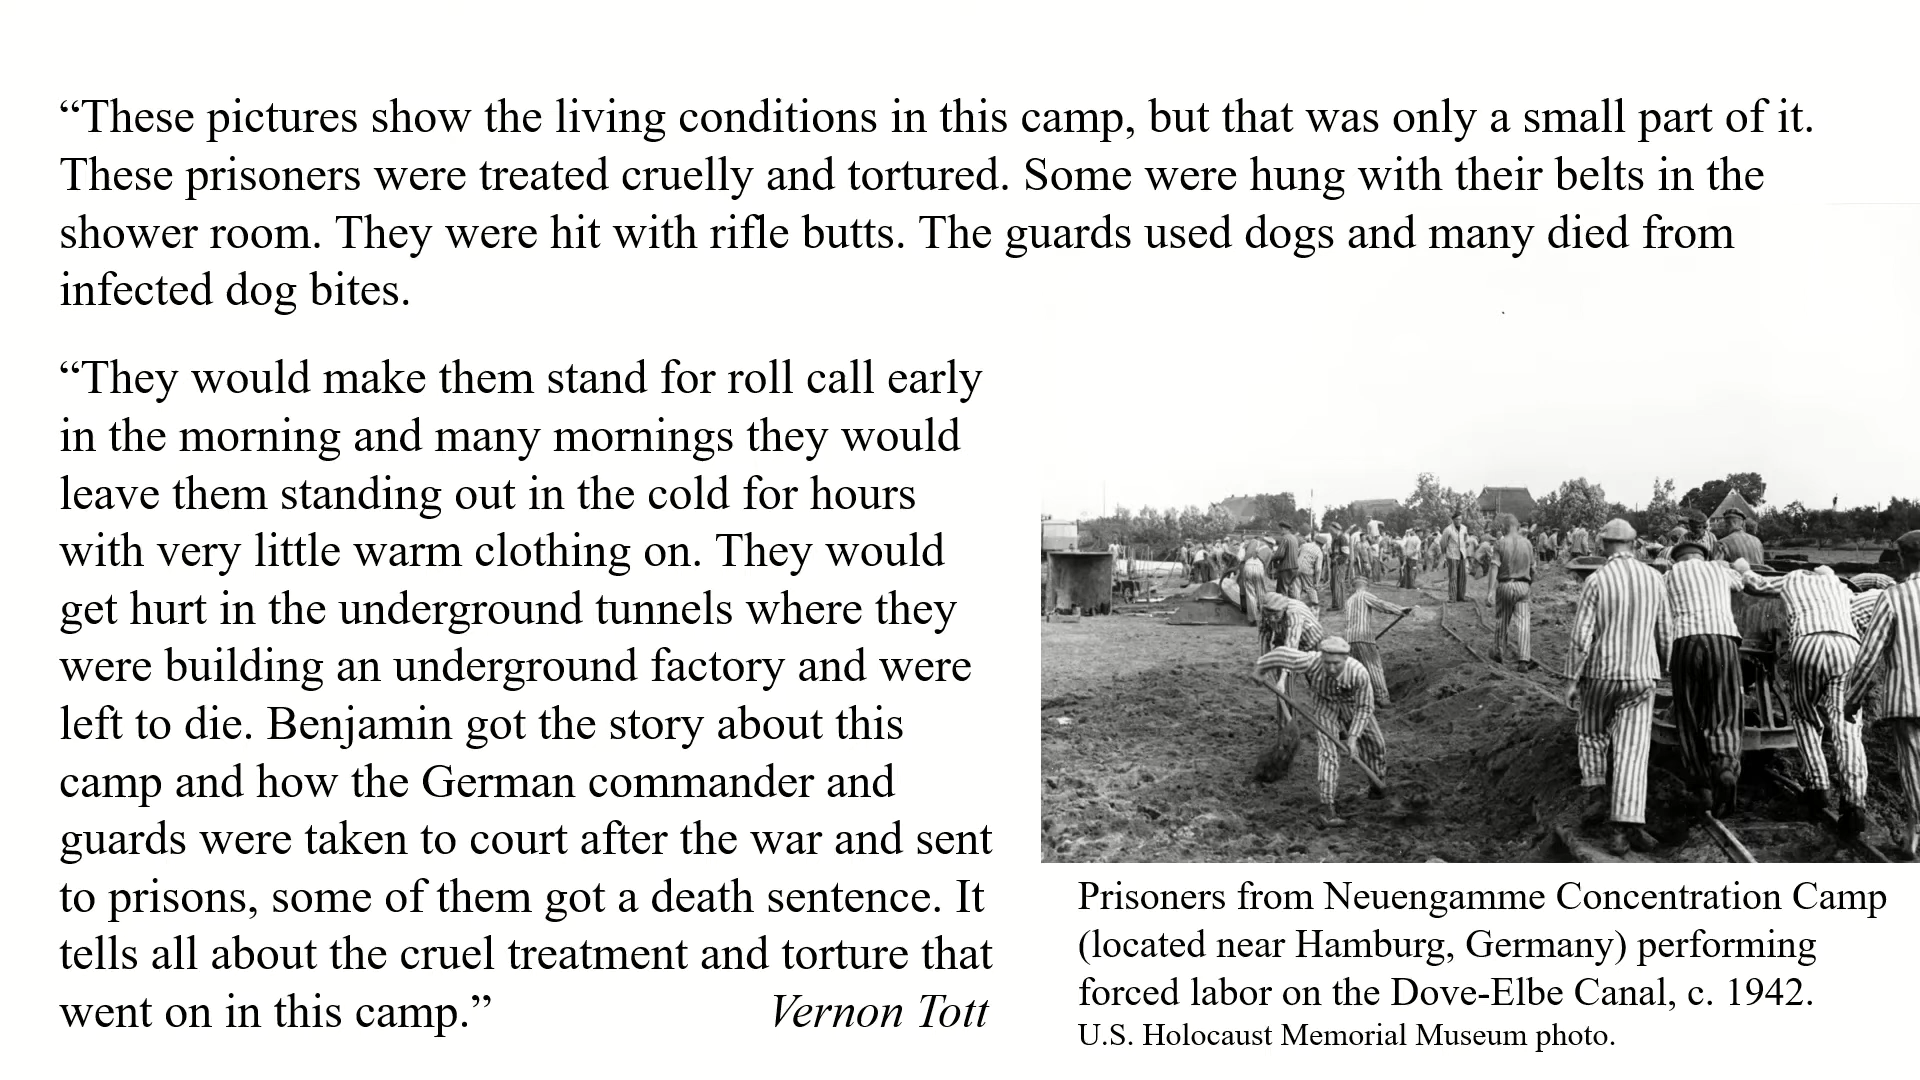 “These pictures show the living conditions in this camp, but that was only a small part of it.
These prisoners were treated cruelly and tortured. Some were hung with their belts in the
shower room. They were hit with rifle butts. The guards used dogs and many died from
infected dog bites.
“They would make them stand for roll call early
in the morning and many mornings they would
leave them standing out in the cold for hours
with very little warm clothing on. They would
get hurt in the underground tunnels where they
were building an underground factory and were
left to die. Benjamin got the story about this
camp and how the German commander and
guards were taken to court after the war and sent
to prisons, some of them got a death sentence. It
tells all about the cruel treatment and torture that
went on in this camp.” Vernon Tott
Prisoners from Neuengamme Concentration Camp
(located near Hamburg, Germany) performing
forced labor on the Dove-Elbe Canal, c. 1942.
U.S. Holocaust Memorial Museum photo.